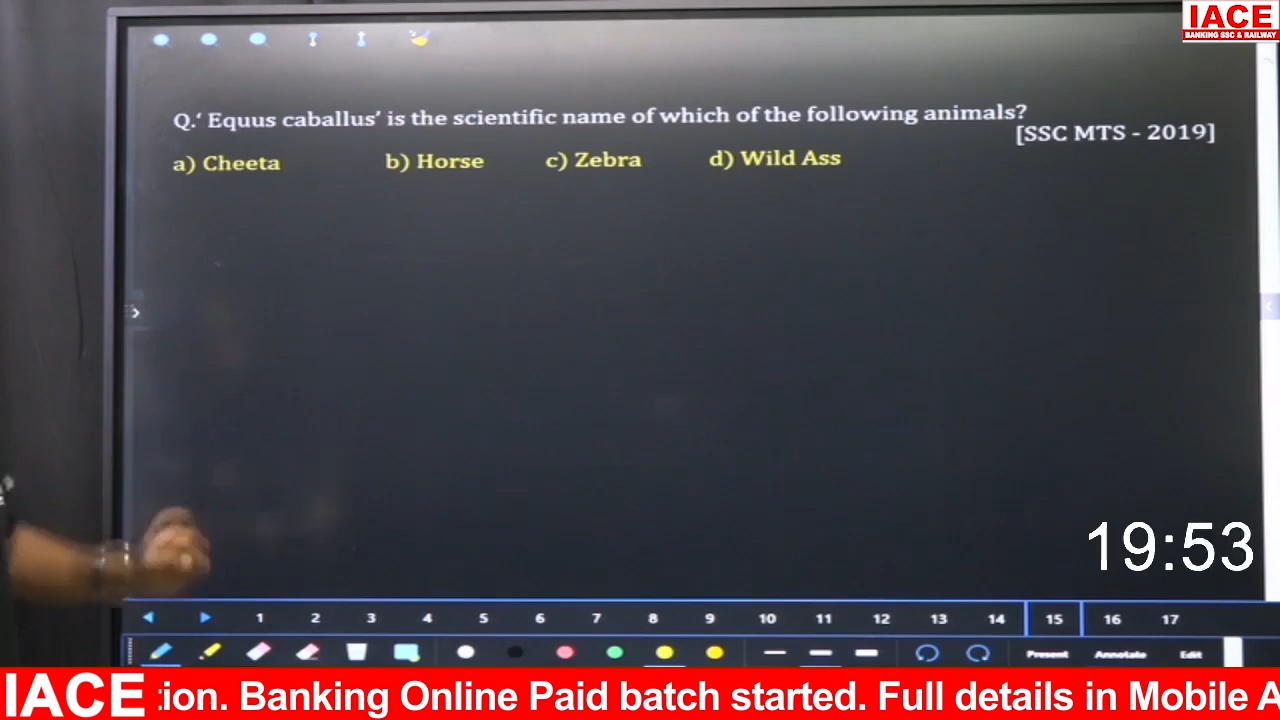 IACE
BANKING SSC & RAILWAY
Q.‘ Equus caballus’ is the scientific name of which of the following animals?
[SSC MTS - 2019]
a) Cheeta b) Horse c) Zebra d) Wild Ass
19:53
1 2 3 4 5 6 7 8 9 10 11 12 13 14 15 16 17
Present Annotate Edit
IACE tion. Banking Online Paid batch started. Full details in Mobile A